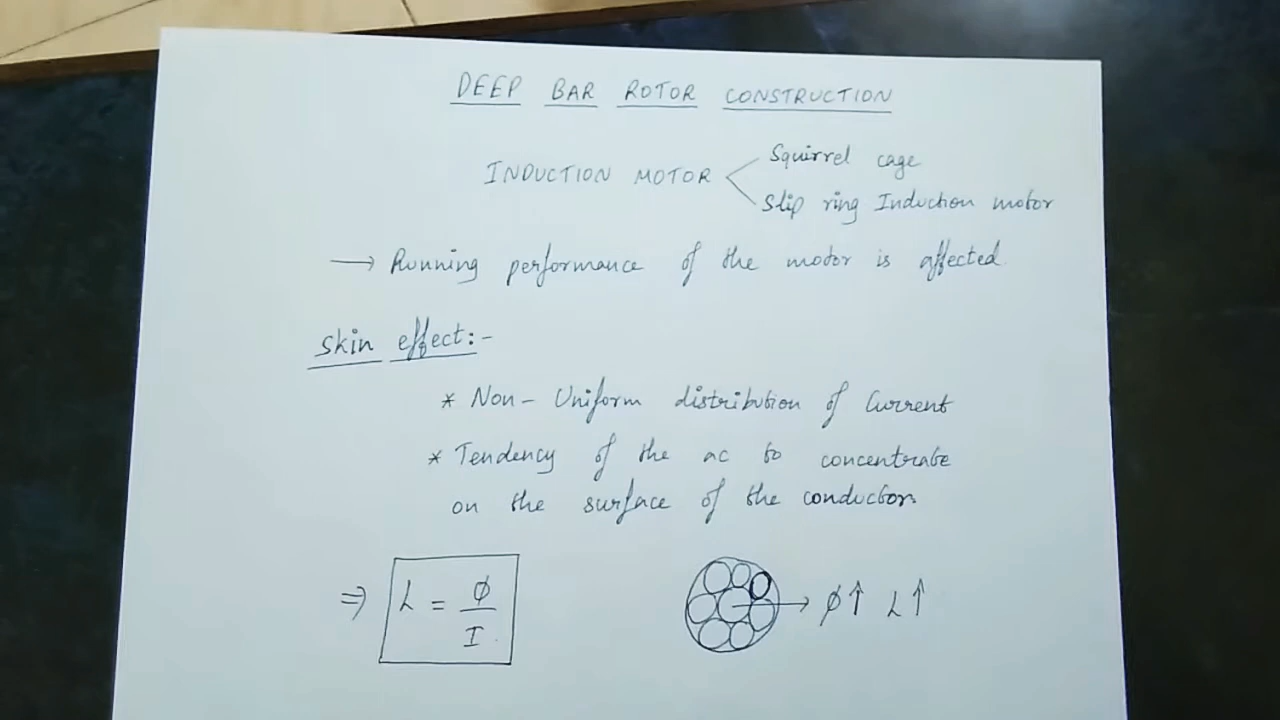 DEEP BAR ROTOR CONSTRUCTION
INDUCTION MOTOR < Squirrel cage
Slip ring Induction motor
→ Running performance of the motor is affected
Skin effect:-
* Non - Uniform distribution of Current
* Tendency of the ac to concentrate
on the surface of the conductor.
⇒ L = φ / I
→ φ↑ L↑